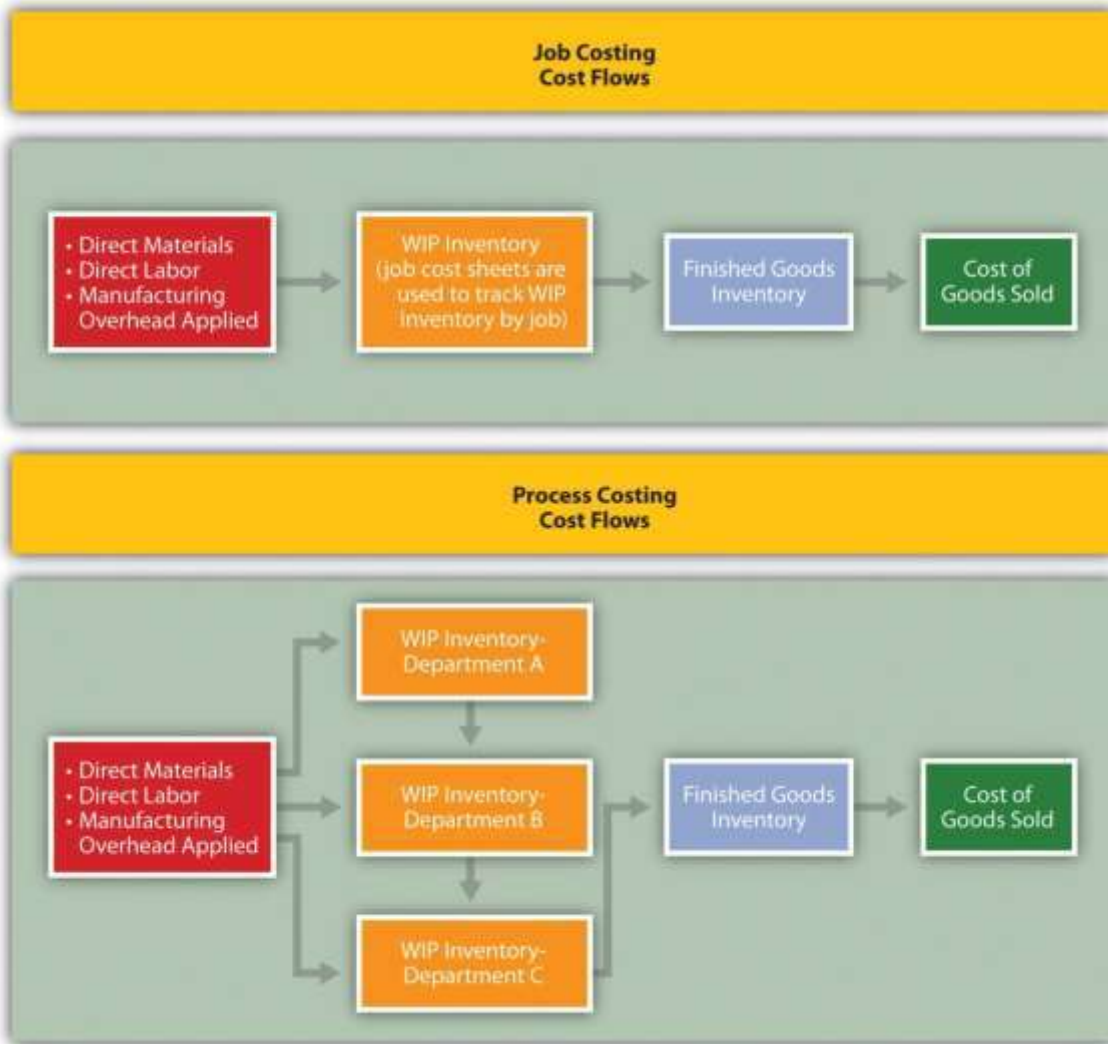 Job Costing
Cost Flows
• Direct Materials
• Direct Labor
• Manufacturing
Overhead Applied
WIP Inventory
(job cost sheets are
used to track WIP
Inventory by job)
Finished Goods
Inventory
Cost of
Goods Sold
Process Costing
Cost Flows
• Direct Materials
• Direct Labor
• Manufacturing
Overhead Applied
WIP Inventory-
Department A
WIP Inventory-
Department B
WIP Inventory-
Department C
Finished Goods
Inventory
Cost of
Goods Sold